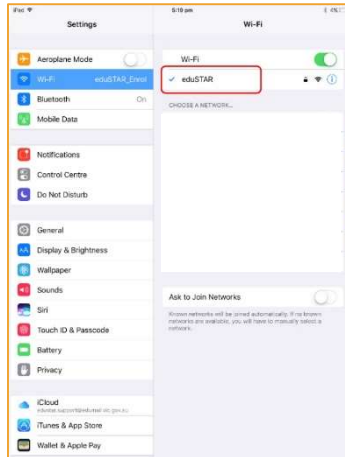 iPad
5:19 pm
Settings
Wi-Fi
Aeroplane Mode
Wi-Fi eduSTAR_Enrol
Bluetooth On
Mobile Data
Notifications
Control Centre
Do Not Disturb
General
Display & Brightness
Wallpaper
Sounds
Siri
Touch ID & Passcode
Battery
Privacy
iCloud
iTunes & App Store
Wallet & Apple Pay
Wi-Fi
eduSTAR
CHOOSE A NETWORK...
Ask to Join Networks
Known networks will be joined automatically. If no known
networks are available, you will have to manually select a
network.